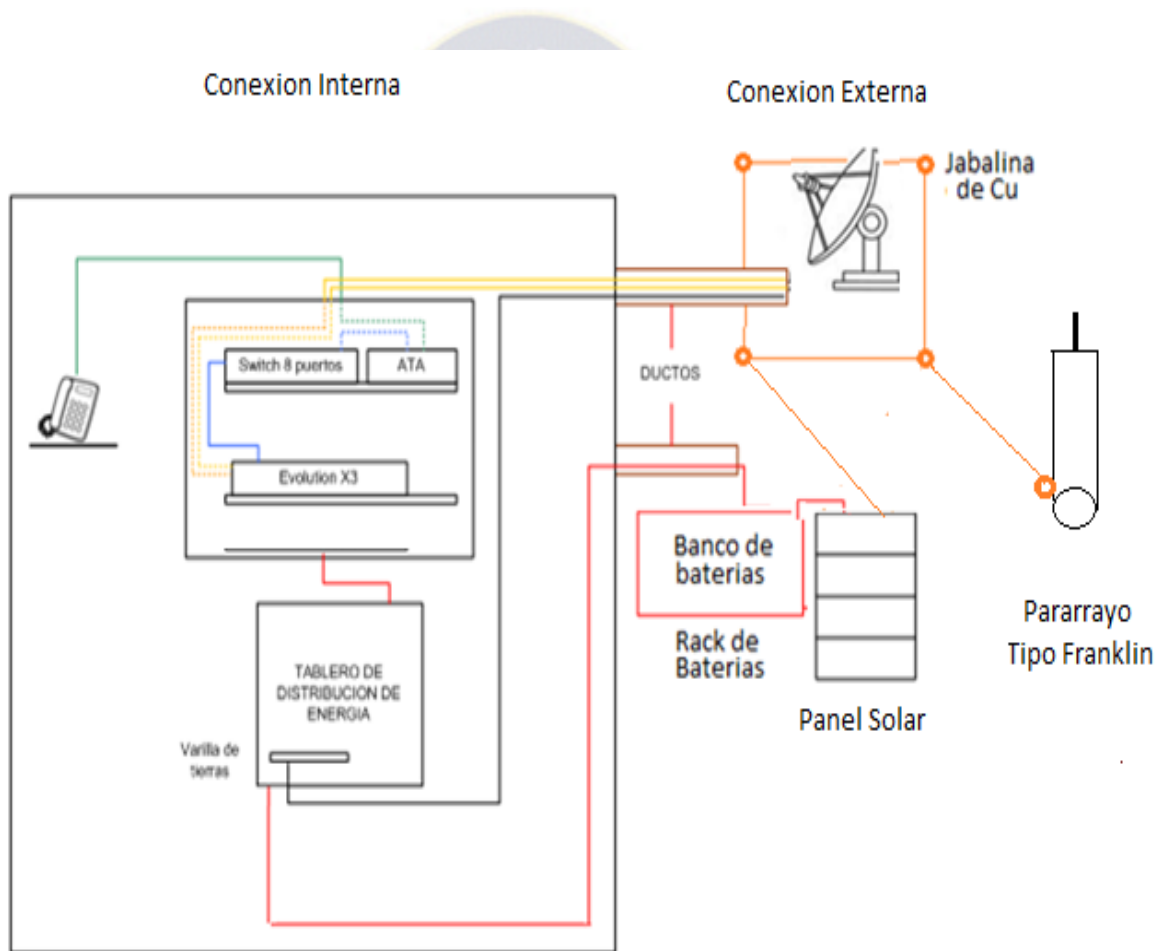 Conexion Interna
Conexion Externa
Jabalina
de Cu
Switch 8 puertos
ATA
DUCTOS
Evolution X3
Banco de
baterias
Rack de
Baterias
Pararrayo
Tipo Franklin
TABLERO DE
DISTRIBUCION DE
ENERGIA
Panel Solar
Varilla de
tierras